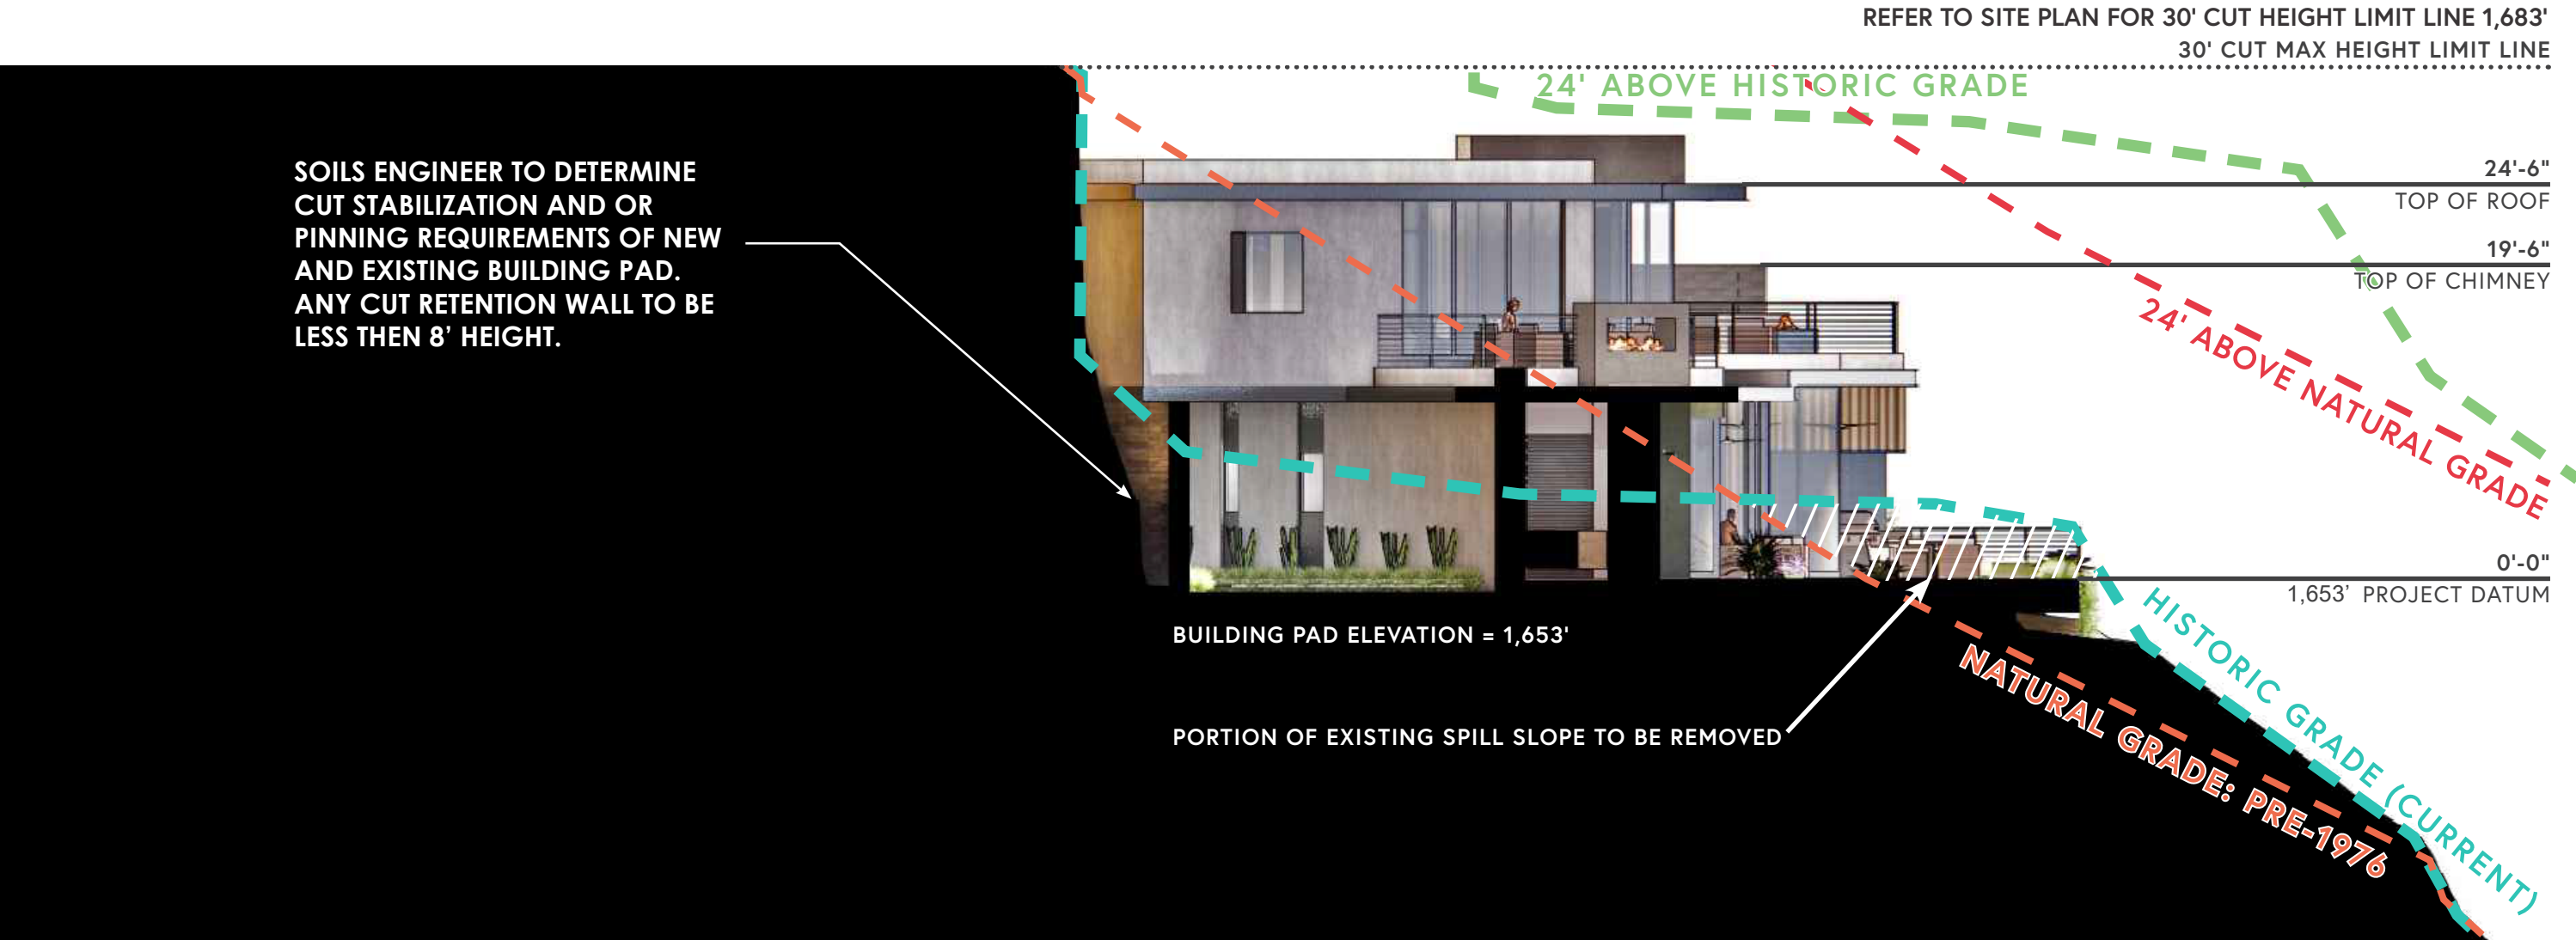 REFER TO SITE PLAN FOR 30' CUT HEIGHT LIMIT LINE 1,683'
30' CUT MAX HEIGHT LIMIT LINE
24' ABOVE HISTORIC GRADE
SOILS ENGINEER TO DETERMINE
CUT STABILIZATION AND OR
PINNING REQUIREMENTS OF NEW
AND EXISTING BUILDING PAD.
ANY CUT RETENTION WALL TO BE
LESS THEN 8’ HEIGHT.
24'-6"
TOP OF ROOF
19'-6"
TOP OF CHIMNEY
24' ABOVE NATURAL GRADE
0'-0"
1,653’ PROJECT DATUM
BUILDING PAD ELEVATION = 1,653'
PORTION OF EXISTING SPILL SLOPE TO BE REMOVED
HISTORIC GRADE (CURRENT)
NATURAL GRADE: PRE-1976